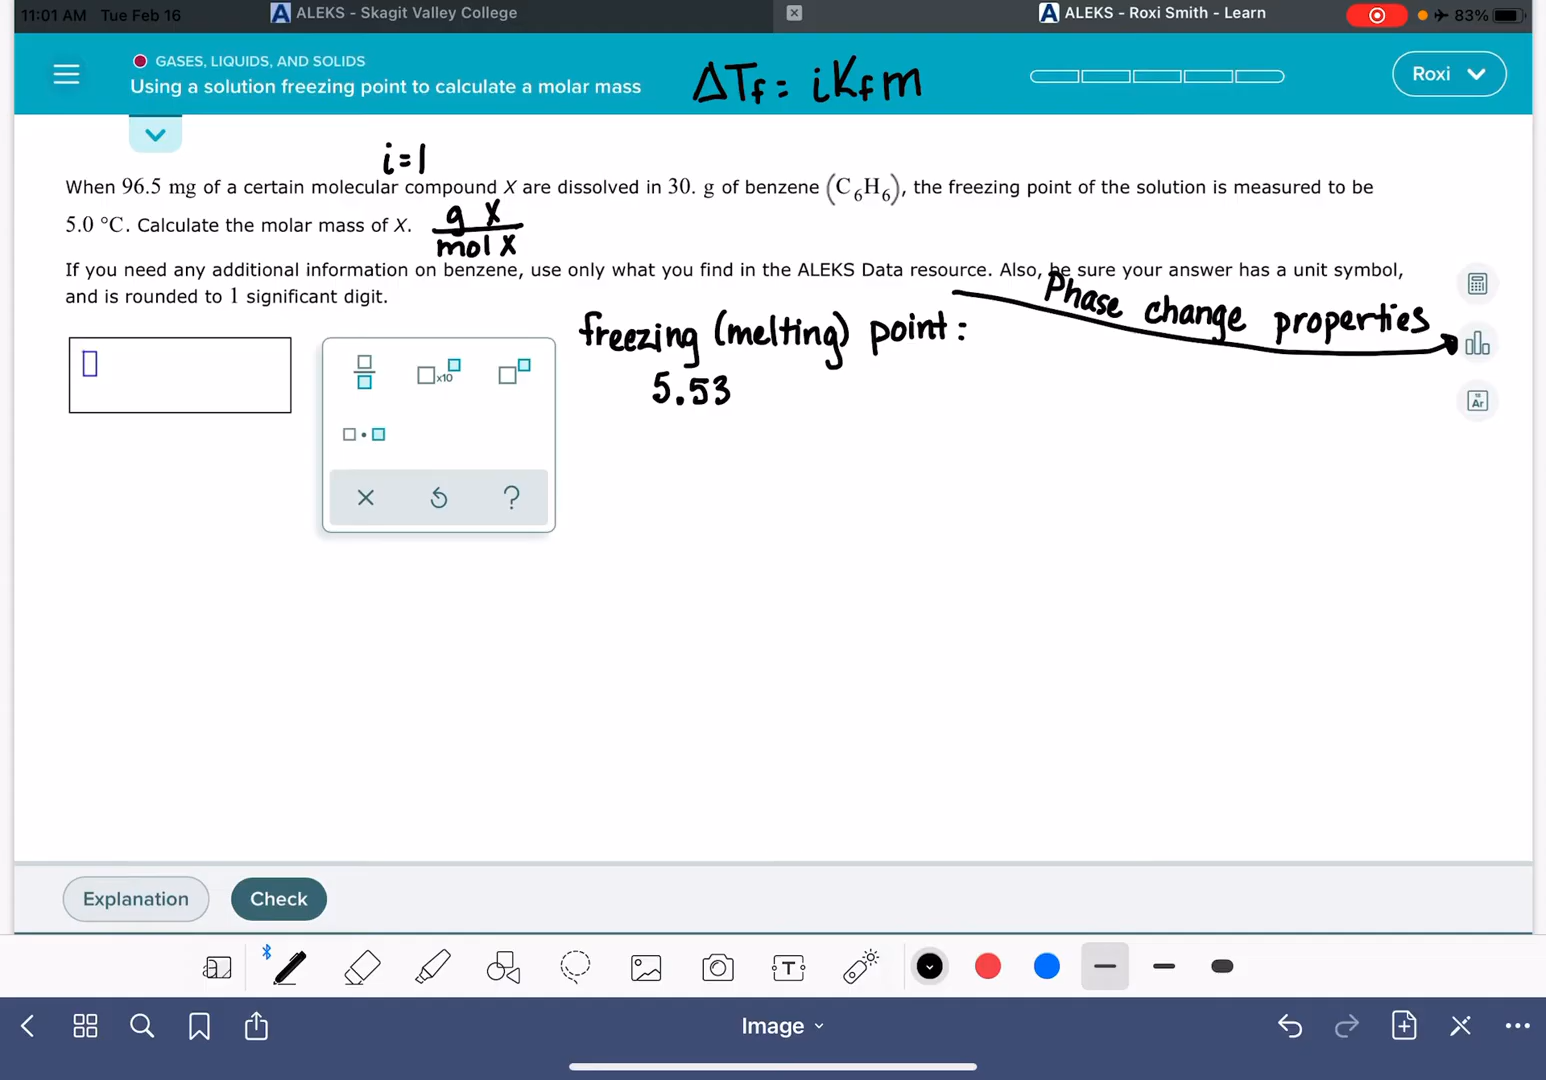 11:01 AM Tue Feb 16
ALEKS - Skagit Valley College
ALEKS - Roxi Smith - Learn
83%
GASES, LIQUIDS, AND SOLIDS
Using a solution freezing point to calculate a molar mass
ΔTf = iKfm
Roxi
i=1
When 96.5 mg of a certain molecular compound X are dissolved in 30. g of benzene (C6H6), the freezing point of the solution is measured to be
5.0 °C. Calculate the molar mass of X.
g X
mol X
If you need any additional information on benzene, use only what you find in the ALEKS Data resource. Also, be sure your answer has a unit symbol,
and is rounded to 1 significant digit.
Phase change properties
freezing (melting) point:
5.53
x10
?
18
Ar
Explanation
Check
T
Image